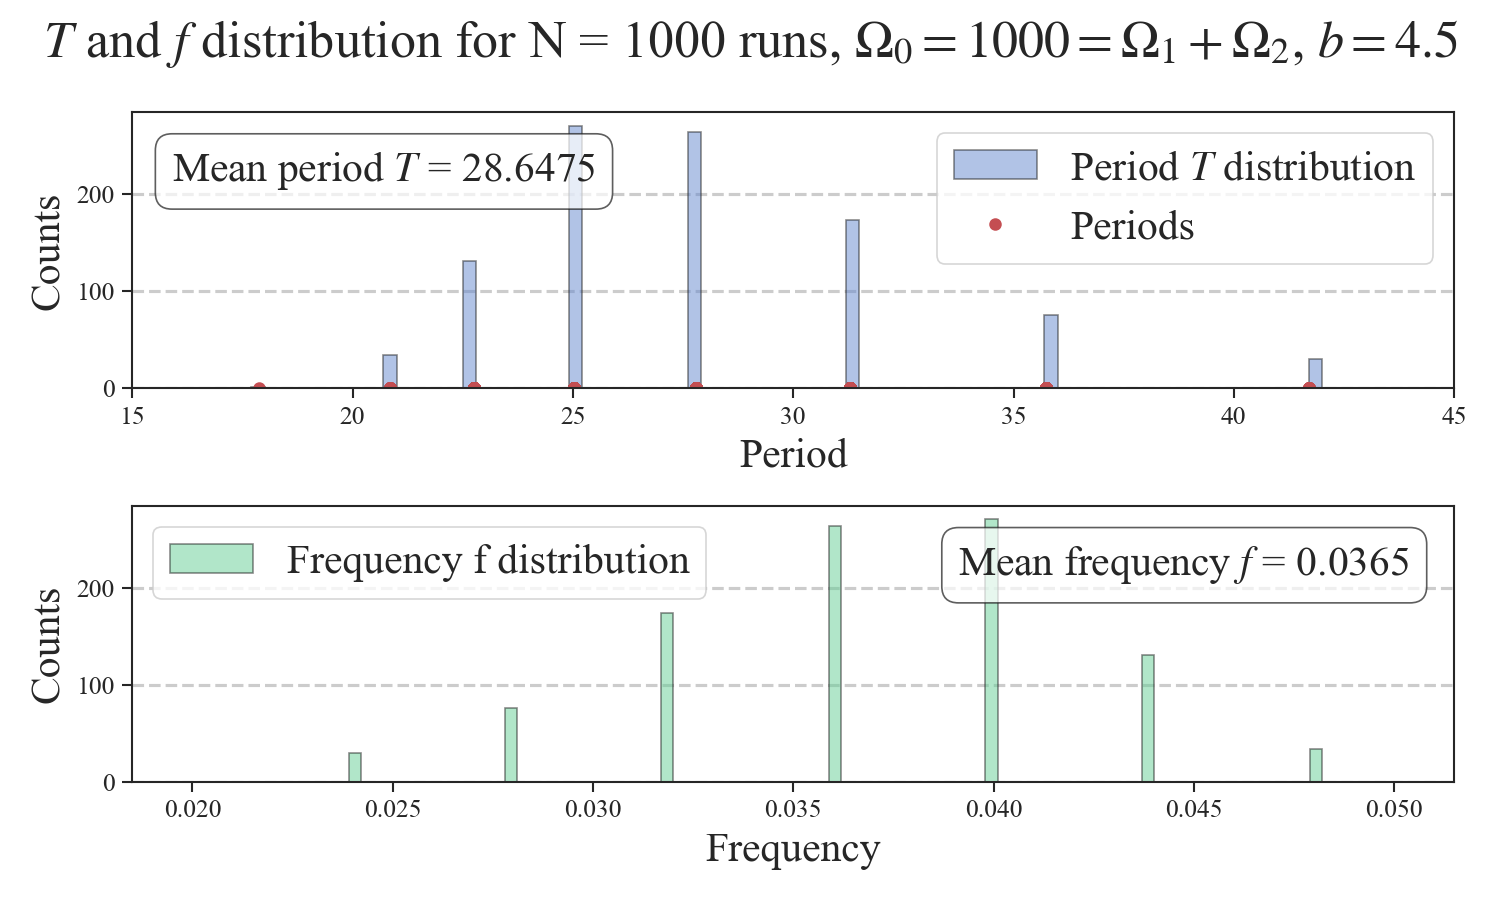 T and f distribution for N = 1000 runs, Ω₀ = 1000 = Ω₁ + Ω₂, b = 4.5
Mean period T = 28.6475
Period T distribution
Periods
Counts
200
100
0
15 20 25 30 35 40 45
Period
Frequency f distribution
Mean frequency f = 0.0365
Counts
200
100
0
0.020 0.025 0.030 0.035 0.040 0.045 0.050
Frequency